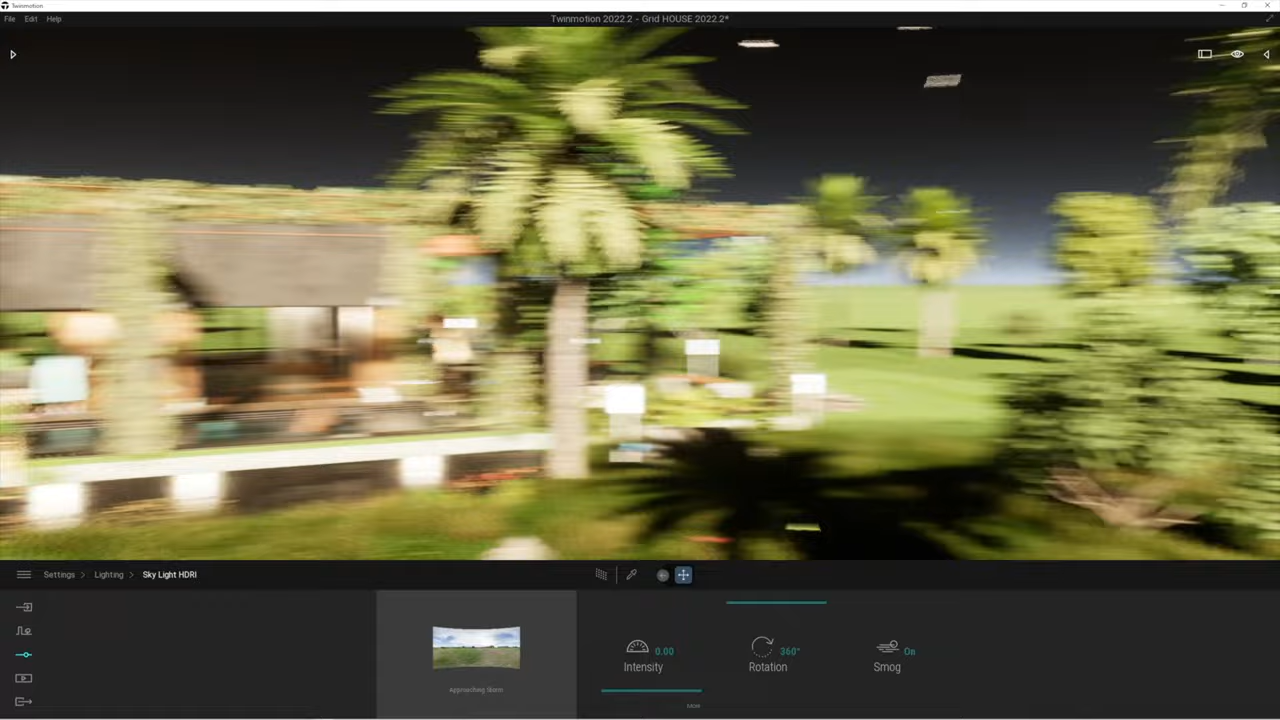 Twinmotion
File Edit Help
Twinmotion 2022.2 - Grid HOUSE 2022.2*
Settings > Lighting > Sky Light HDRI
Approaching Storm
0.00
Intensity
360°
Rotation
On
Smog
More